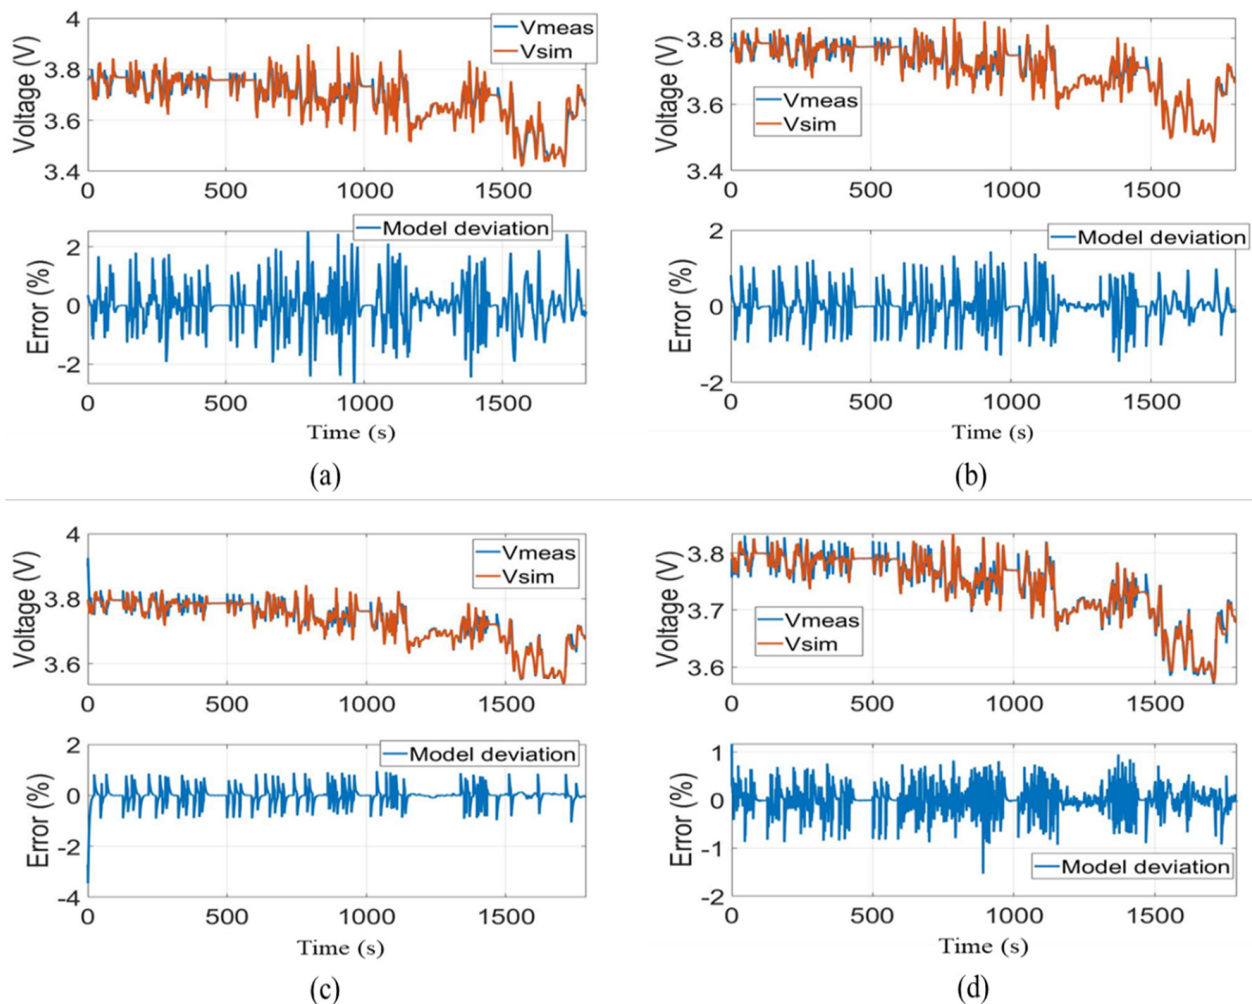 4
3.8
3.6
3.4
Voltage (V)
Vmeas
Vsim
0 500 1000 1500
2
0
-2
Error (%)
Model deviation
0 500 1000 1500
Time (s)
(a)
3.8
3.6
3.4
Voltage (V)
Vmeas
Vsim
0 500 1000 1500
2
0
-2
Error (%)
Model deviation
0 500 1000 1500
Time (s)
(b)
4
3.8
3.6
Voltage (V)
Vmeas
Vsim
0 500 1000 1500
2
0
-2
-4
Error (%)
Model deviation
0 500 1000 1500
Time (s)
(c)
3.8
3.7
3.6
Voltage (V)
Vmeas
Vsim
0 500 1000 1500
1
0
-1
-2
Error (%)
Model deviation
0 500 1000 1500
Time (s)
(d)